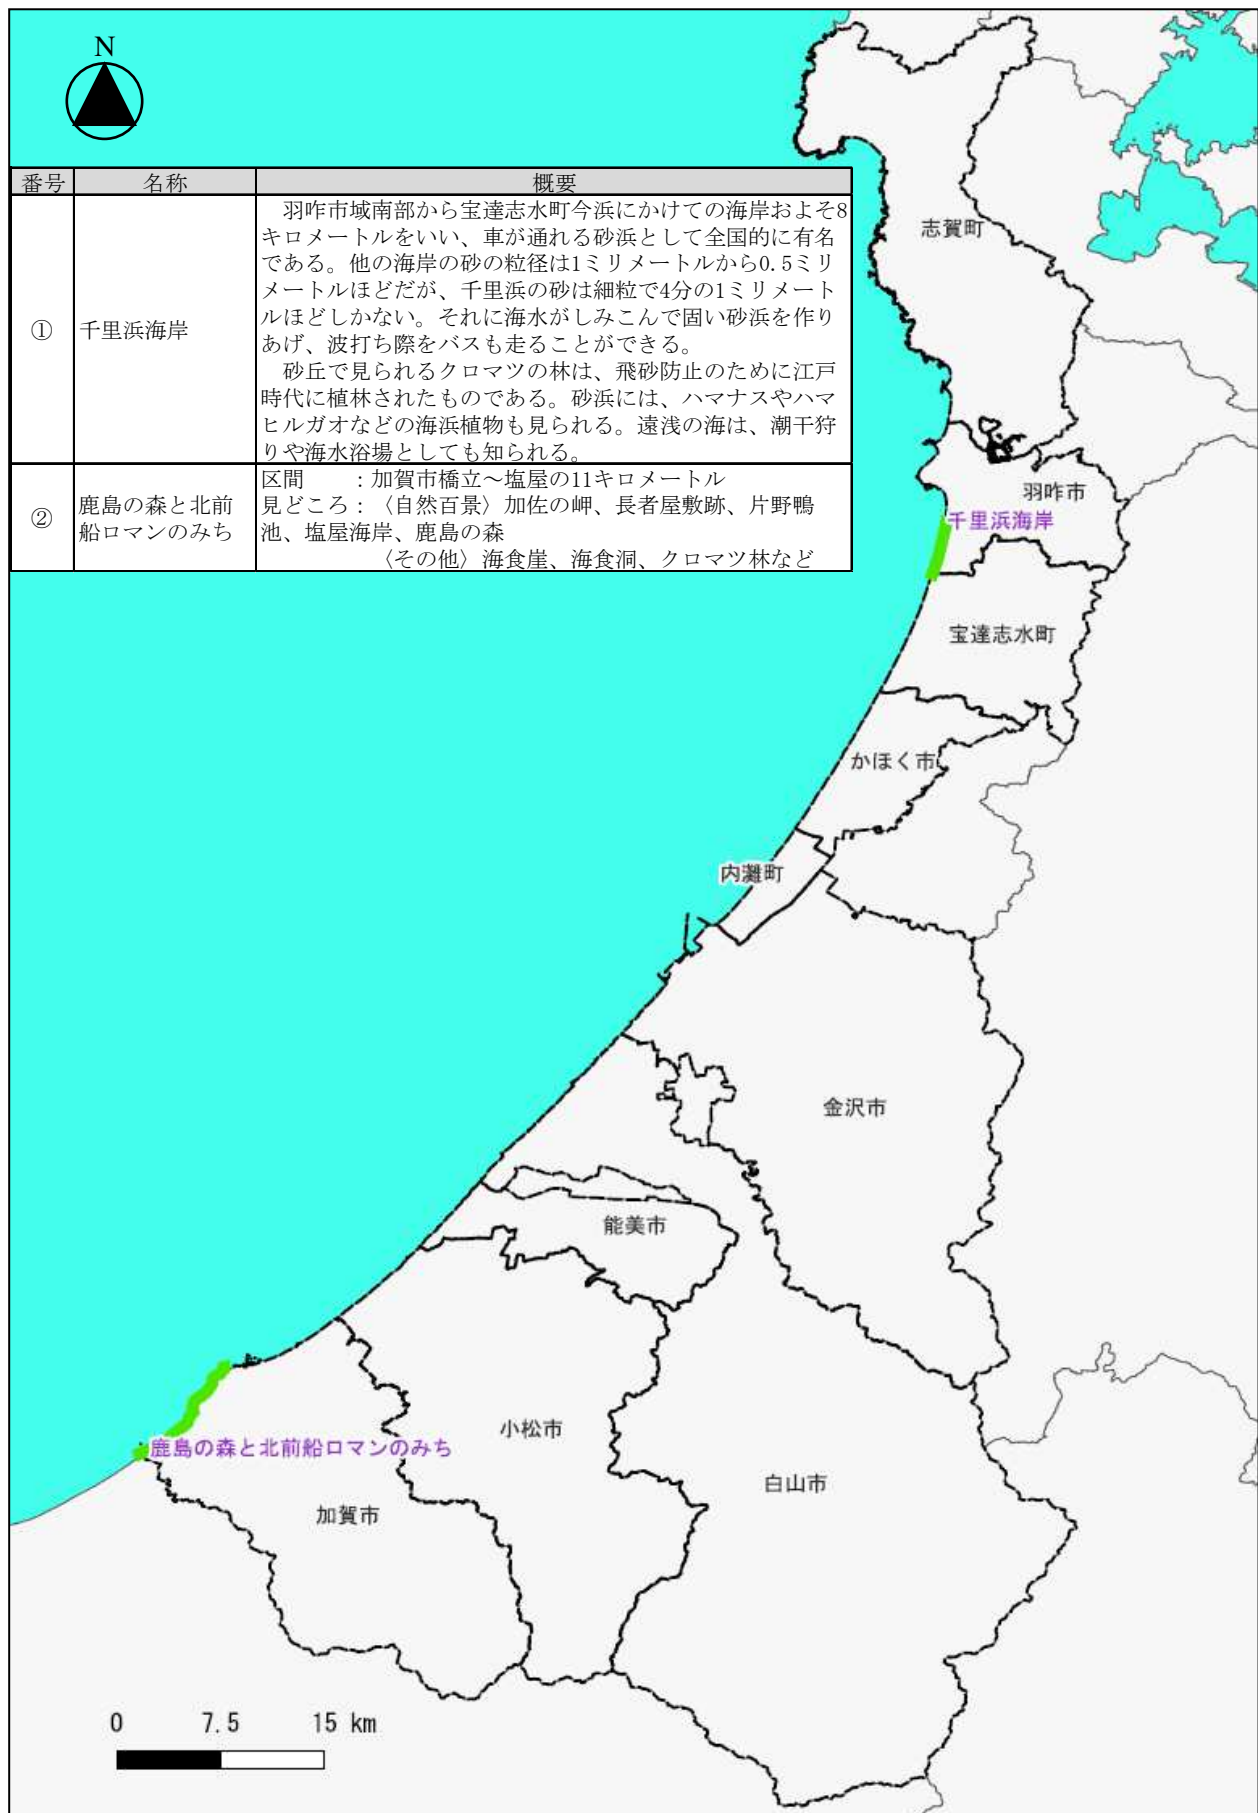 N
番号 名称 概要
① 千里浜海岸
羽咋市域南部から宝達志水町今浜にかけての海岸およそ8
キロメートルをいい、車が通れる砂浜として全国的に有名
である。他の海岸の砂の粒径は1ミリメートルから0.5ミリ
メートルほどだが、千里浜の砂は細粒で4分の1ミリメート
ルほどしかない。それに海水がしみこんで固い砂浜を作り
あげ、波打ち際をバスも走ることができる。
砂丘で見られるクロマツの林は、飛砂防止のために江戸
時代に植林されたものである。砂浜には、ハマナスやハマ
ヒルガオなどの海浜植物も見られる。遠浅の海は、潮干狩
りや海水浴場としても知られる。
② 鹿島の森と北前
船ロマンのみち
区間　　：加賀市橋立～塩屋の11キロメートル
見どころ：〈自然百景〉加佐の岬、長者屋敷跡、片野鴨
池、塩屋海岸、鹿島の森
〈その他〉海食崖、海食洞、クロマツ林など
志賀町
羽咋市
千里浜海岸
宝達志水町
かほく市
内灘町
金沢市
能美市
小松市
鹿島の森と北前船ロマンのみち
白山市
加賀市
0 7.5 15 km